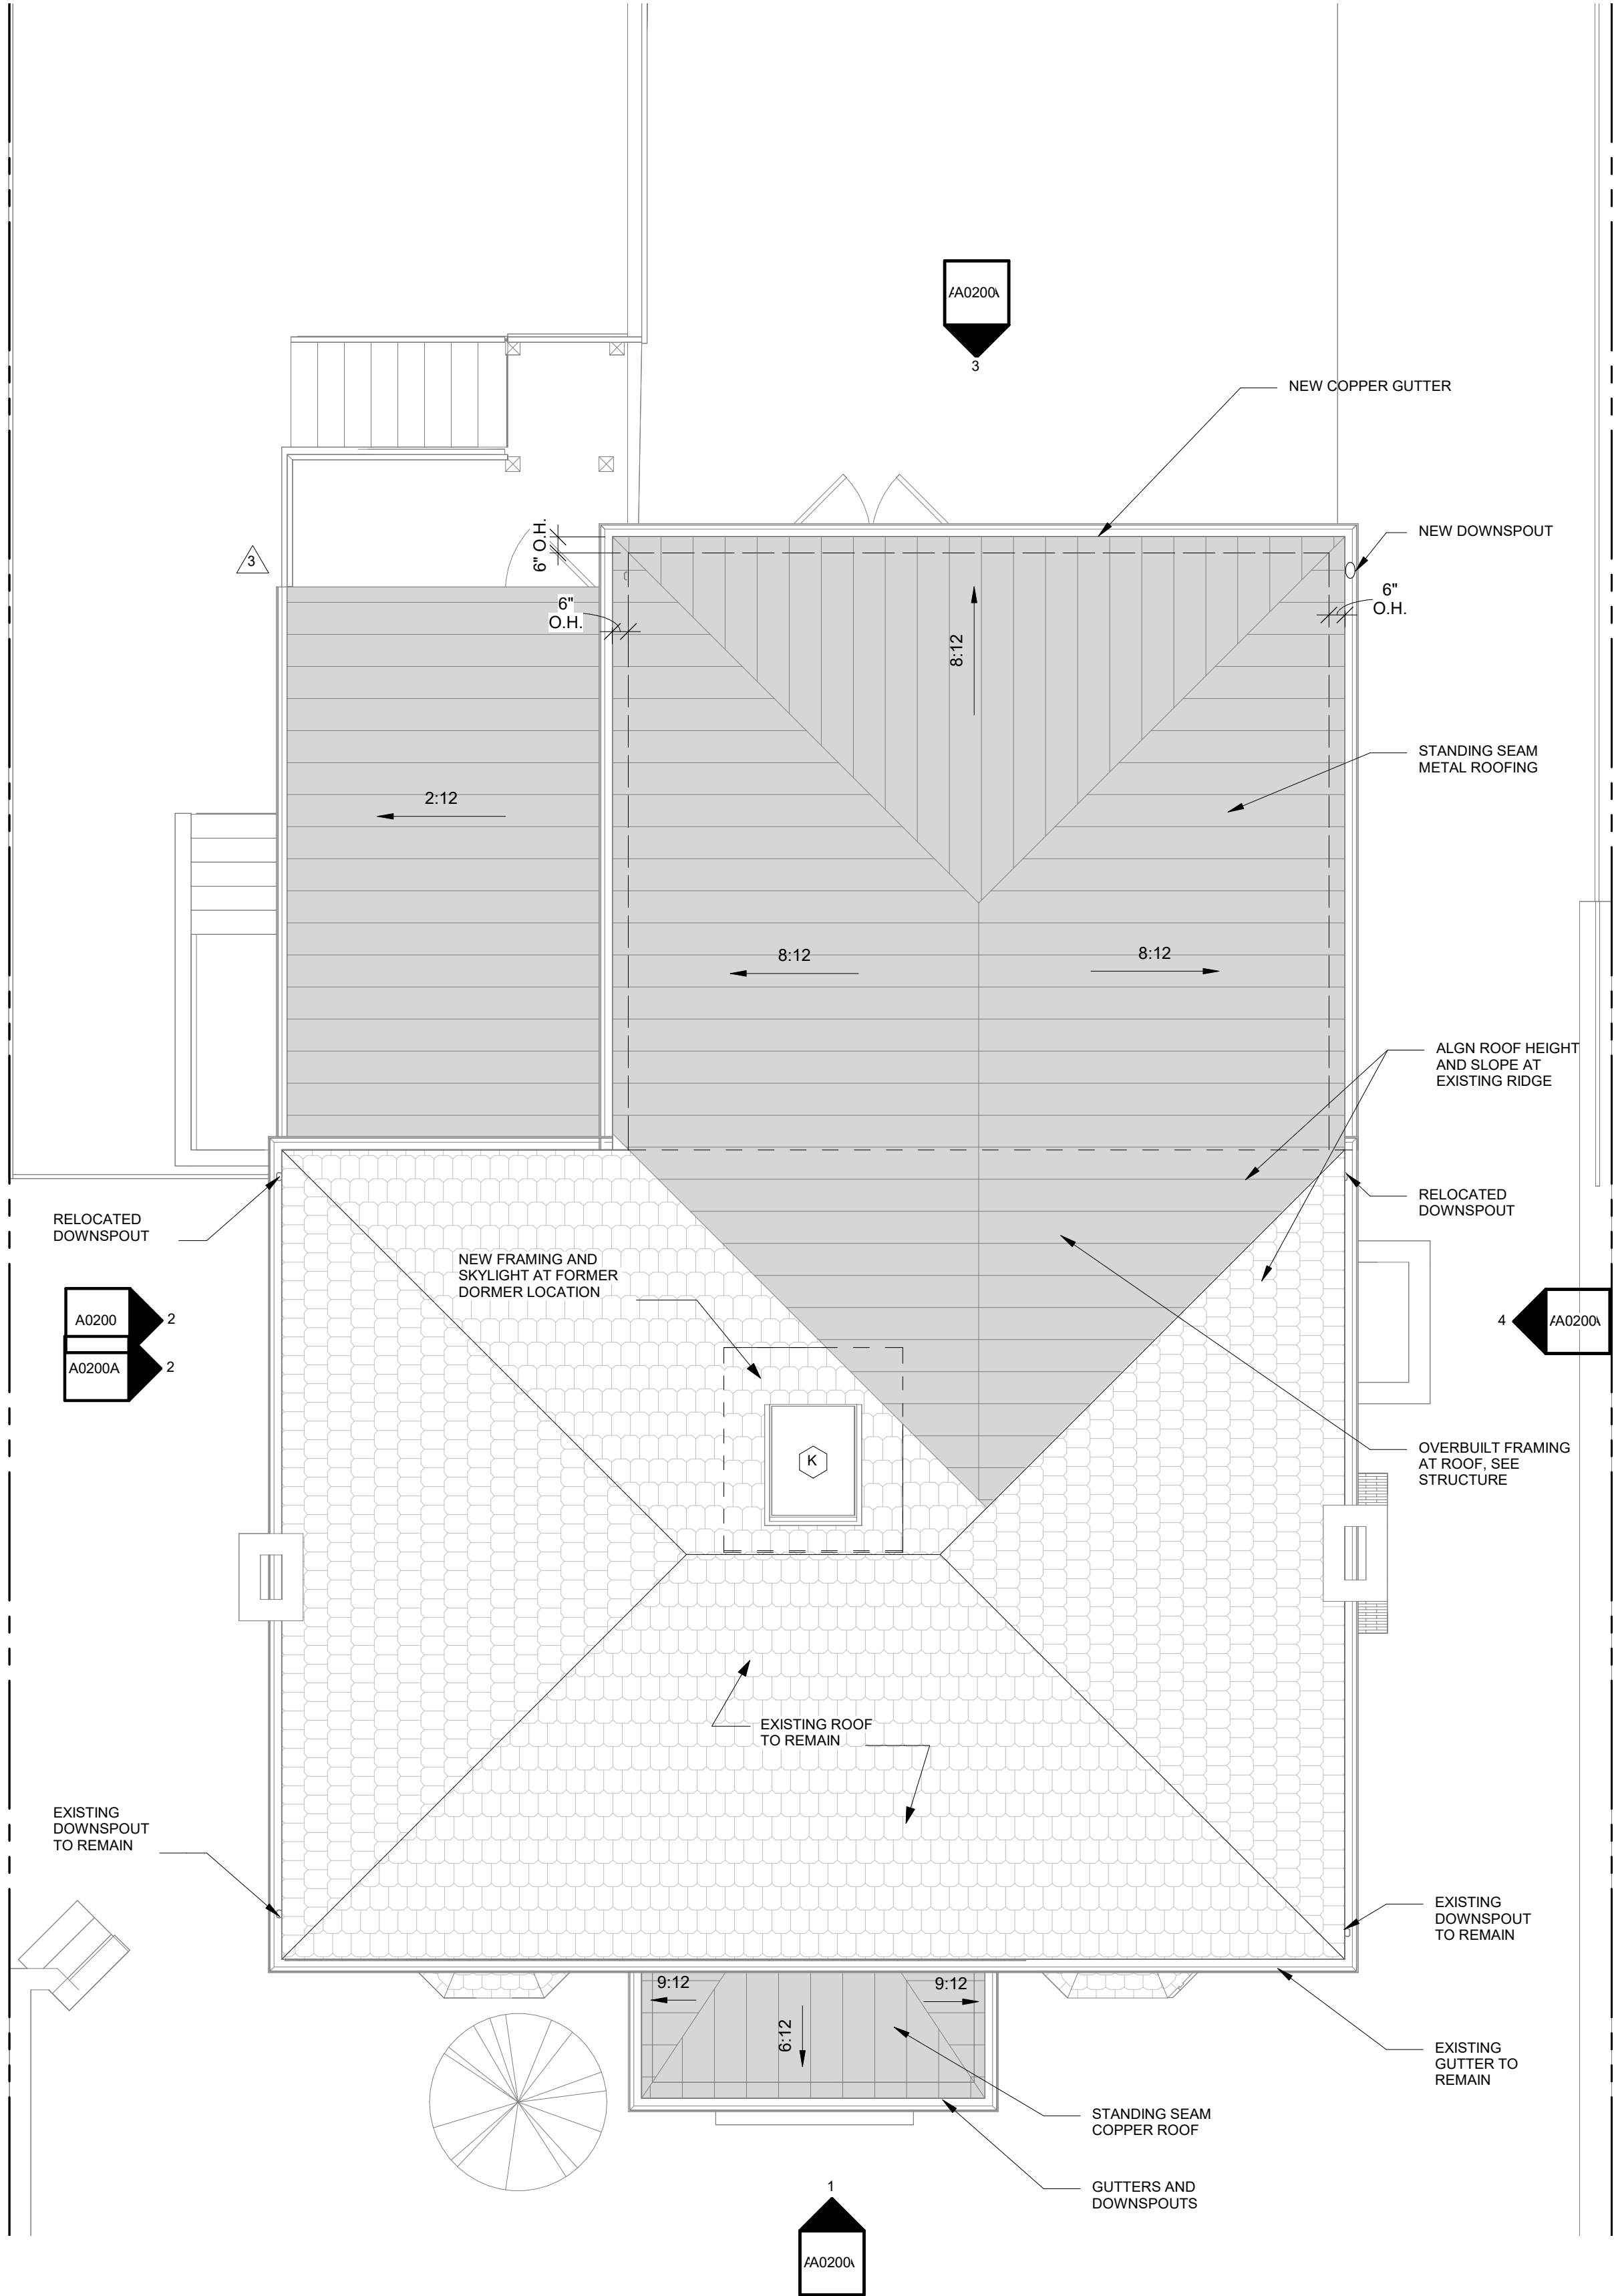 A0200
3
NEW COPPER GUTTER
NEW DOWNSPOUT
6" O.H.
3
6"
O.H.
6"
O.H.
8:12
STANDING SEAM
METAL ROOFING
2:12
8:12
8:12
ALGN ROOF HEIGHT
AND SLOPE AT
EXISTING RIDGE
RELOCATED
DOWNSPOUT
RELOCATED
DOWNSPOUT
NEW FRAMING AND
SKYLIGHT AT FORMER
DORMER LOCATION
A0200
2
A0200A
2
4
A0200
K
OVERBUILT FRAMING
AT ROOF, SEE
STRUCTURE
EXISTING ROOF
TO REMAIN
EXISTING
DOWNSPOUT
TO REMAIN
EXISTING
DOWNSPOUT
TO REMAIN
9:12
9:12
6:12
EXISTING
GUTTER TO
REMAIN
STANDING SEAM
COPPER ROOF
GUTTERS AND
DOWNSPOUTS
1
A0200